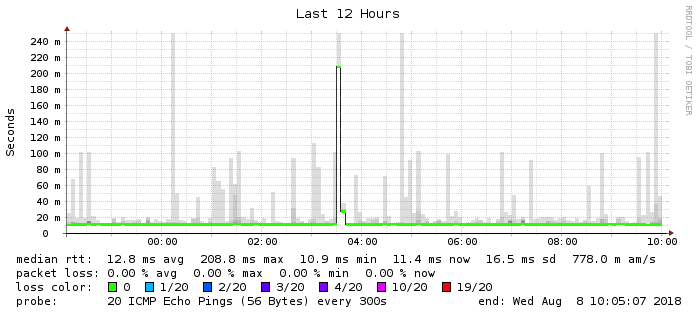 Last 12 Hours
RRDTOOL / TOBI OETIKER
Seconds
240 m
220 m
200 m
180 m
160 m
140 m
120 m
100 m
80 m
60 m
40 m
20 m
0
00:00 02:00 04:00 06:00 08:00 10:00
median rtt: 12.8 ms avg 208.8 ms max 10.9 ms min 11.4 ms now 16.5 ms sd 778.0 m am/s
packet loss: 0.00 % avg 0.00 % max 0.00 % min 0.00 % now
loss color: 0 1/20 2/20 3/20 4/20 10/20 19/20
probe: 20 ICMP Echo Pings (56 Bytes) every 300s end: Wed Aug 8 10:05:07 2018